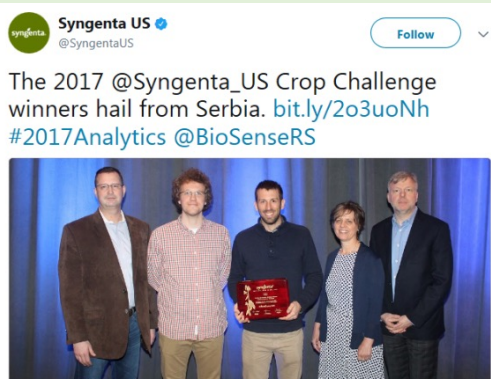 syngenta.
Syngenta US
@SyngentaUS
Follow
The 2017 @Syngenta_US Crop Challenge
winners hail from Serbia. bit.ly/2o3uoNh
#2017Analytics @BioSenseRS
syngenta